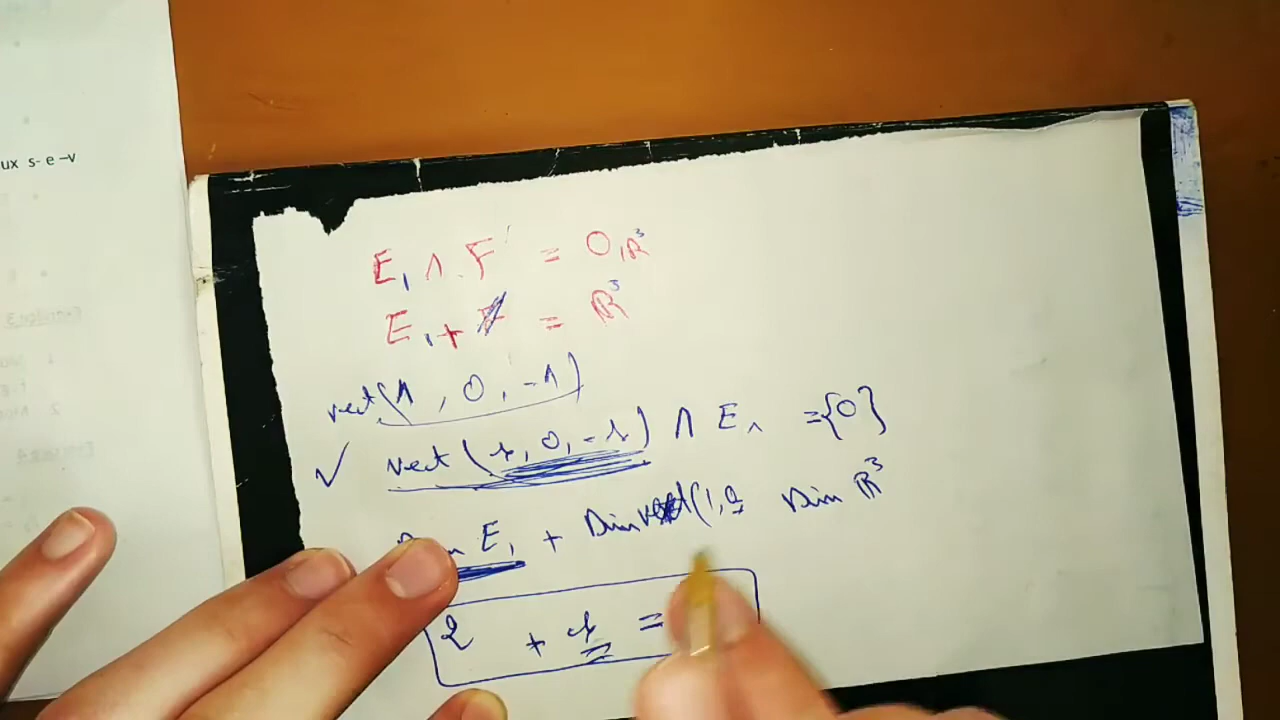 ux s- e -v
E₁ ∩ F = 0_ℝ³
E₁ + = ℝ³
vect(1, 0, -1)
✓ vect(1, 0, -1) ∩ E₁ = {0}
E₁ + Dim vect(1,0 Dim ℝ³
2 + 1 =